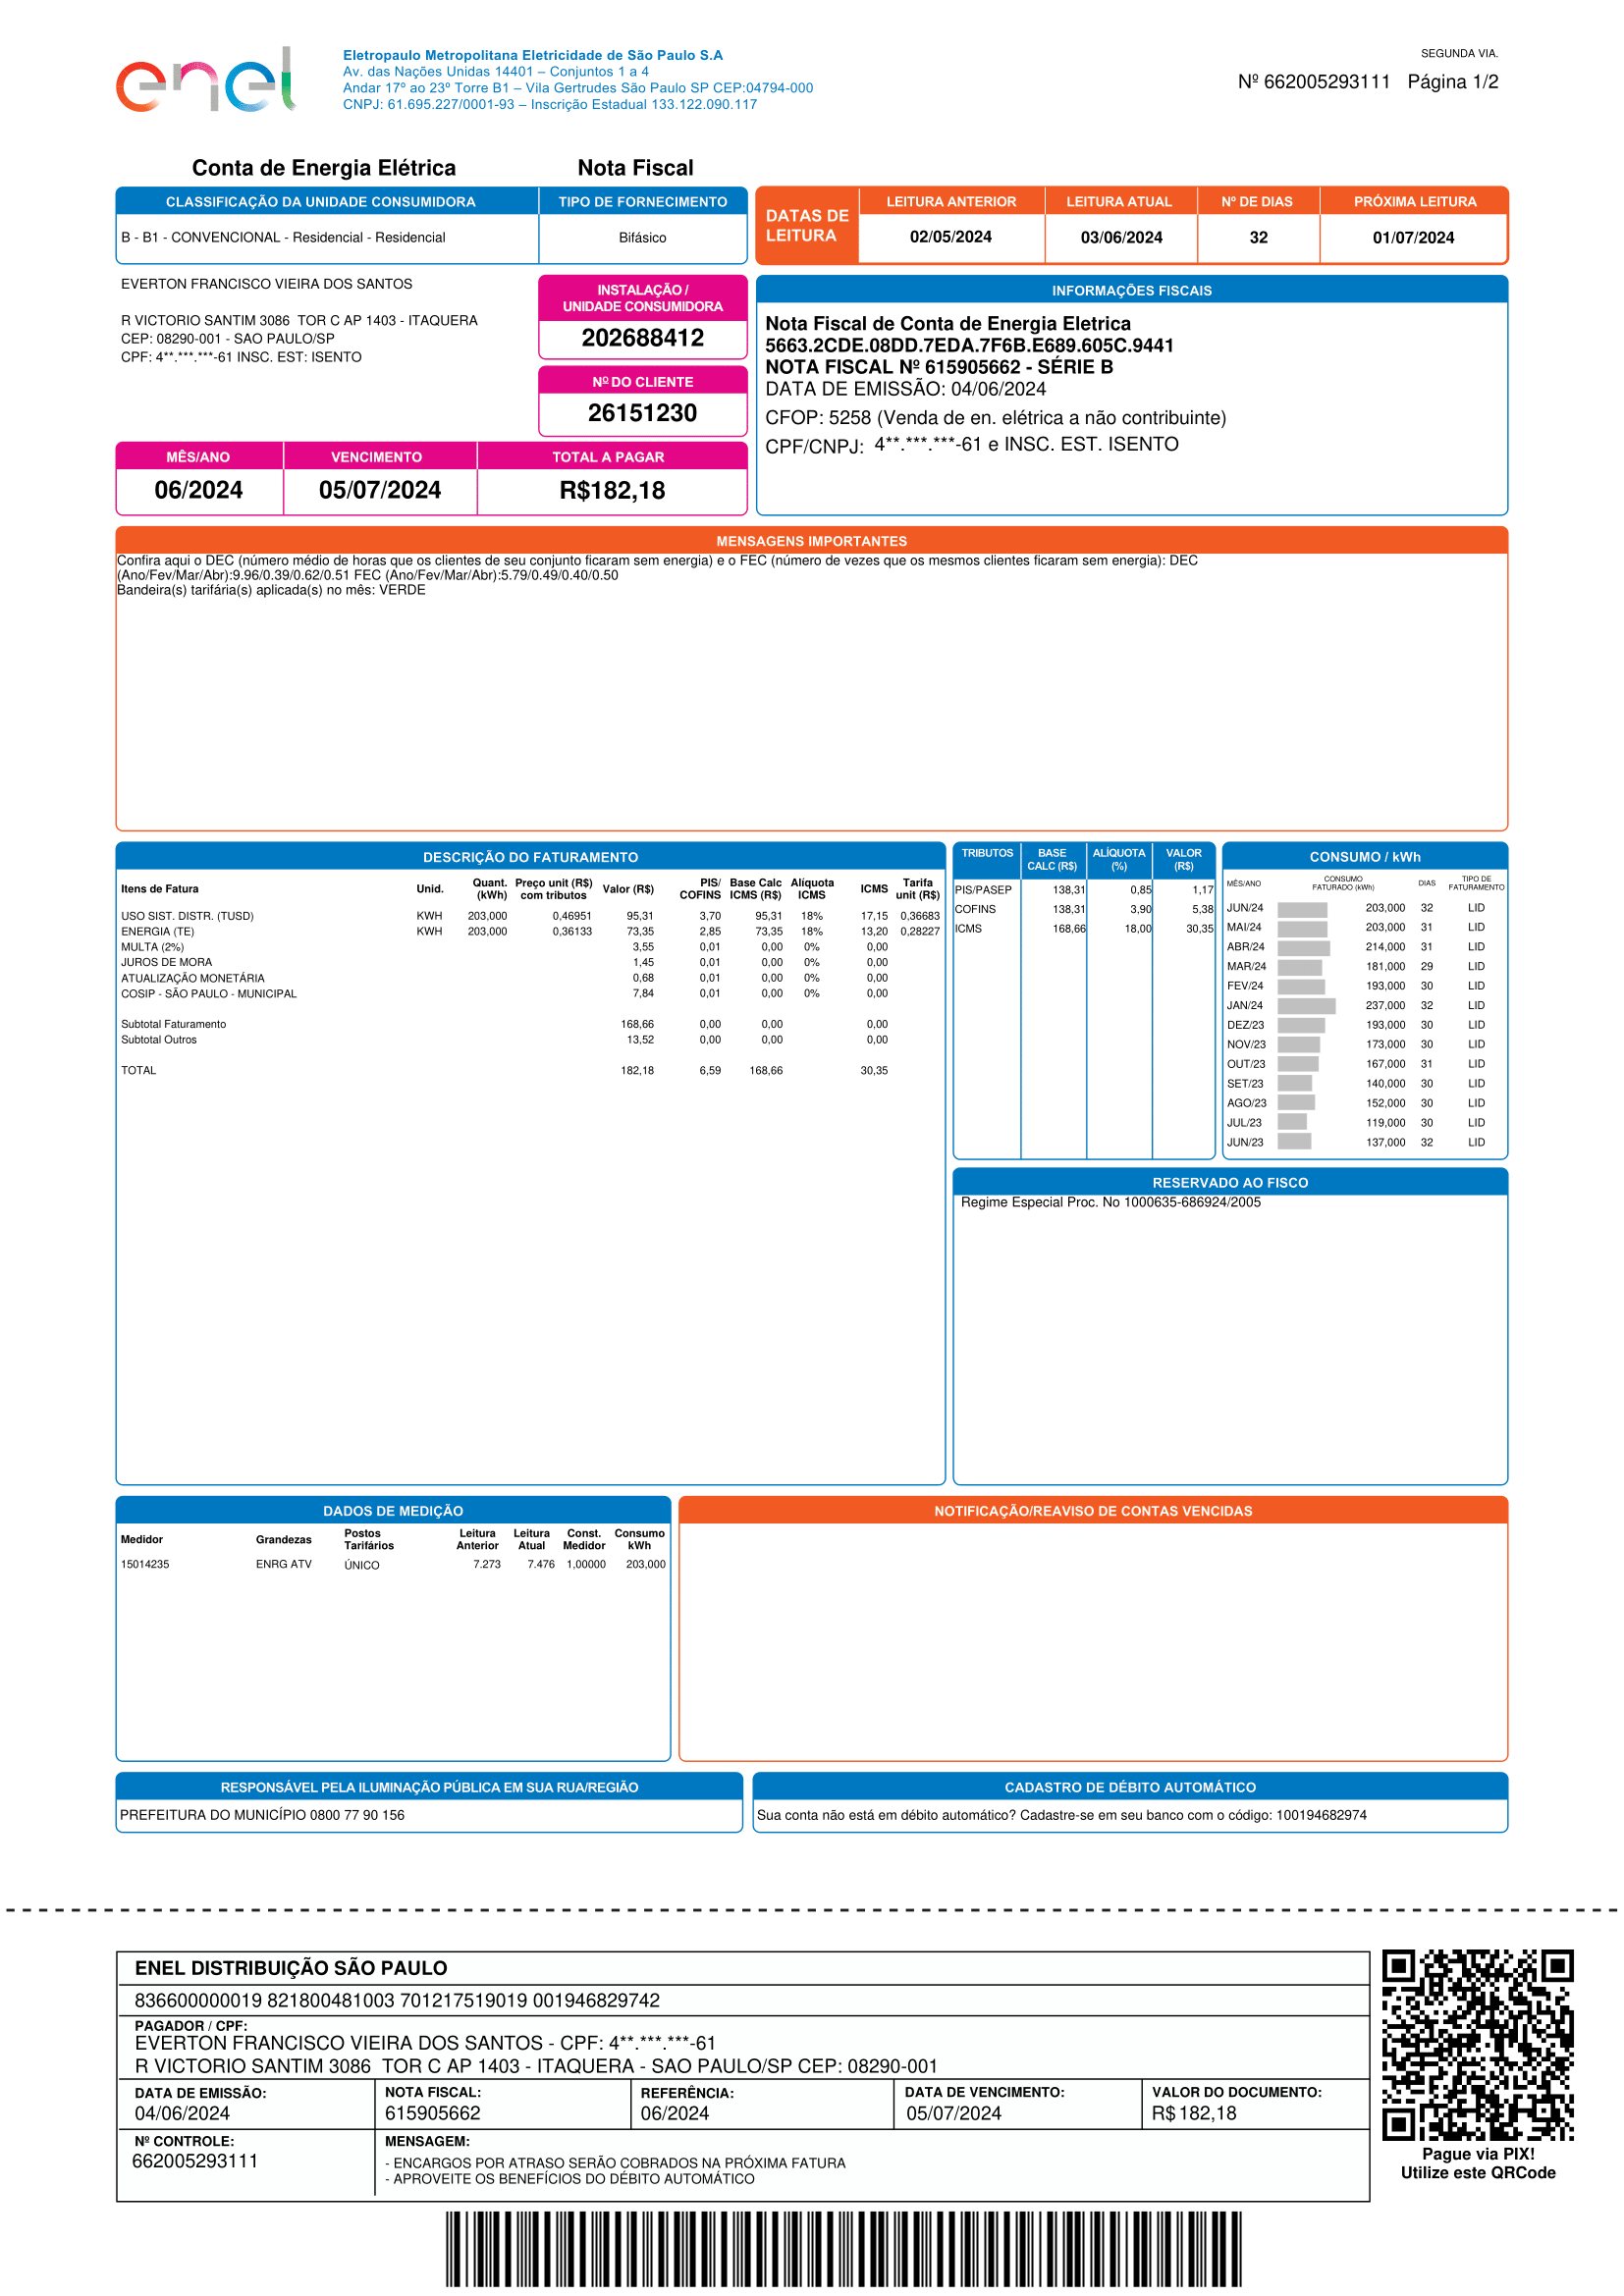 enel
Eletropaulo Metropolitana Eletricidade de São Paulo S.A
Av. das Nações Unidas 14401 – Conjuntos 1 a 4
Andar 17º ao 23º Torre B1 – Vila Gertrudes São Paulo SP CEP:04794-000
CNPJ: 61.695.227/0001-93 – Inscrição Estadual 133.122.090.117
SEGUNDA VIA.
Nº 662005293111 Página 1/2
Conta de Energia Elétrica Nota Fiscal
CLASSIFICAÇÃO DA UNIDADE CONSUMIDORA TIPO DE FORNECIMENTO
B - B1 - CONVENCIONAL - Residencial - Residencial Bifásico
DATAS DE LEITURA
LEITURA ANTERIOR LEITURA ATUAL Nº DE DIAS PRÓXIMA LEITURA
02/05/2024 03/06/2024 32 01/07/2024
EVERTON FRANCISCO VIEIRA DOS SANTOS
R VICTORIO SANTIM 3086 TOR C AP 1403 - ITAQUERA
CEP: 08290-001 - SAO PAULO/SP
CPF: 4**.***.***-61 INSC. EST: ISENTO
INSTALAÇÃO /
UNIDADE CONSUMIDORA
202688412
Nº DO CLIENTE
26151230
MÊS/ANO VENCIMENTO TOTAL A PAGAR
06/2024 05/07/2024 R$182,18
INFORMAÇÕES FISCAIS
Nota Fiscal de Conta de Energia Eletrica
5663.2CDE.08DD.7EDA.7F6B.E689.605C.9441
NOTA FISCAL Nº 615905662 - SÉRIE B
DATA DE EMISSÃO: 04/06/2024
CFOP: 5258 (Venda de en. elétrica a não contribuinte)
CPF/CNPJ: 4**.***.***-61 e INSC. EST. ISENTO
MENSAGENS IMPORTANTES
Confira aqui o DEC (número médio de horas que os clientes de seu conjunto ficaram sem energia) e o FEC (número de vezes que os mesmos clientes ficaram sem energia): DEC
(Ano/Fev/Mar/Abr):9.96/0.39/0.62/0.51 FEC (Ano/Fev/Mar/Abr):5.79/0.49/0.40/0.50
Bandeira(s) tarifária(s) aplicada(s) no mês: VERDE
DESCRIÇÃO DO FATURAMENTO
Itens de Fatura Unid. Quant. (kWh) Preço unit (R$) com tributos Valor (R$) PIS/ COFINS Base Calc ICMS (R$) Alíquota ICMS ICMS Tarifa unit (R$)
USO SIST. DISTR. (TUSD) KWH 203,000 0,46951 95,31 3,70 95,31 18% 17,15 0,36683
ENERGIA (TE) KWH 203,000 0,36133 73,35 2,85 73,35 18% 13,20 0,28227
MULTA (2%) 3,55 0,01 0,00 0% 0,00
JUROS DE MORA 1,45 0,01 0,00 0% 0,00
ATUALIZAÇÃO MONETÁRIA 0,68 0,01 0,00 0% 0,00
COSIP - SÃO PAULO - MUNICIPAL 7,84 0,01 0,00 0% 0,00
Subtotal Faturamento 168,66 0,00 0,00 0,00
Subtotal Outros 13,52 0,00 0,00 0,00
TOTAL 182,18 6,59 168,66 30,35
TRIBUTOS BASE CALC (R$) ALÍQUOTA (%) VALOR (R$)
PIS/PASEP 138,31 0,85 1,17
COFINS 138,31 3,90 5,38
ICMS 168,66 18,00 30,35
CONSUMO / kWh
MÊS/ANO CONSUMO FATURADO (kWh) DIAS TIPO DE FATURAMENTO
JUN/24 203,000 32 LID
MAI/24 203,000 31 LID
ABR/24 214,000 31 LID
MAR/24 181,000 29 LID
FEV/24 193,000 30 LID
JAN/24 237,000 32 LID
DEZ/23 193,000 30 LID
NOV/23 173,000 30 LID
OUT/23 167,000 31 LID
SET/23 140,000 30 LID
AGO/23 152,000 30 LID
JUL/23 119,000 30 LID
JUN/23 137,000 32 LID
RESERVADO AO FISCO
Regime Especial Proc. No 1000635-686924/2005
DADOS DE MEDIÇÃO
Medidor Grandezas Postos Tarifários Leitura Anterior Leitura Atual Const. Medidor Consumo kWh
15014235 ENRG ATV ÚNICO 7.273 7.476 1,00000 203,000
NOTIFICAÇÃO/REAVISO DE CONTAS VENCIDAS
RESPONSÁVEL PELA ILUMINAÇÃO PÚBLICA EM SUA RUA/REGIÃO
PREFEITURA DO MUNICÍPIO 0800 77 90 156
CADASTRO DE DÉBITO AUTOMÁTICO
Sua conta não está em débito automático? Cadastre-se em seu banco com o código: 100194682974
ENEL DISTRIBUIÇÃO SÃO PAULO
836600000019 821800481003 701217519019 001946829742
PAGADOR / CPF:
EVERTON FRANCISCO VIEIRA DOS SANTOS - CPF: 4**.***.***-61
R VICTORIO SANTIM 3086 TOR C AP 1403 - ITAQUERA - SAO PAULO/SP CEP: 08290-001
DATA DE EMISSÃO: NOTA FISCAL: REFERÊNCIA: DATA DE VENCIMENTO: VALOR DO DOCUMENTO:
04/06/2024 615905662 06/2024 05/07/2024 R$182,18
Nº CONTROLE: MENSAGEM:
662005293111
- ENCARGOS POR ATRASO SERÃO COBRADOS NA PRÓXIMA FATURA
- APROVEITE OS BENEFÍCIOS DO DÉBITO AUTOMÁTICO
Pague via PIX!
Utilize este QRCode